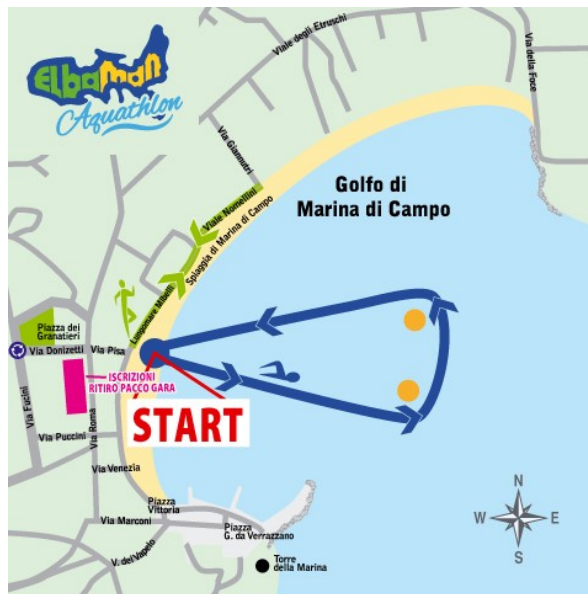 ElbaMan
Aquathlon
Viale degli Etruschi
Via della Foce
Via Giannutri
Viale Nomellini
Spiaggia di Marina di Campo
Golfo di
Marina di Campo
Lungomare Mibelli
Piazza dei
Granatieri
Via Donizetti
Via Pisa
ISCRIZIONI
RITIRO PACCO GARA
Via Fucini
Via Roma
START
Via Puccini
Via Venezia
Piazza
Vittoria
Via Marconi
Piazza
G. da Verrazzano
V. del Vapelo
Torre
della Marina
N
W
E
S